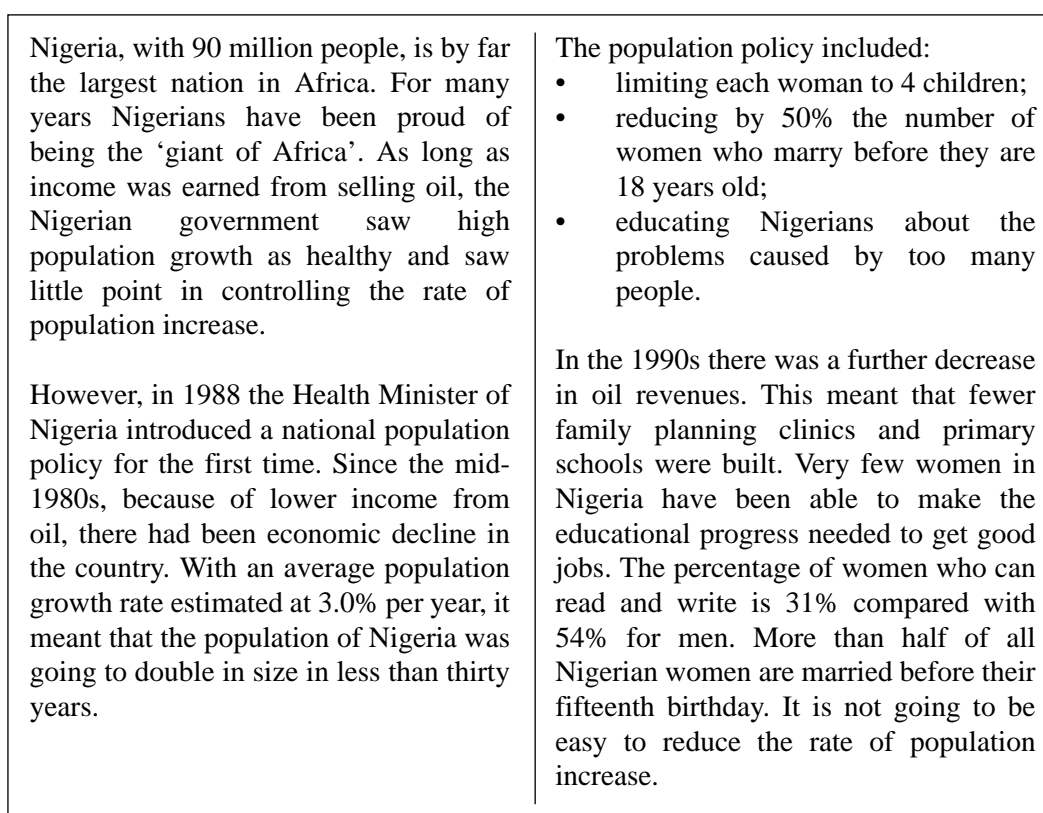 Nigeria, with 90 million people, is by far
the largest nation in Africa. For many
years Nigerians have been proud of
being the ‘giant of Africa’. As long as
income was earned from selling oil, the
Nigerian government saw high
population growth as healthy and saw
little point in controlling the rate of
population increase.
However, in 1988 the Health Minister of
Nigeria introduced a national population
policy for the first time. Since the mid-
1980s, because of lower income from
oil, there had been economic decline in
the country. With an average population
growth rate estimated at 3.0% per year, it
meant that the population of Nigeria was
going to double in size in less than thirty
years.
The population policy included:
• limiting each woman to 4 children;
• reducing by 50% the number of
women who marry before they are
18 years old;
• educating Nigerians about the
problems caused by too many
people.
In the 1990s there was a further decrease
in oil revenues. This meant that fewer
family planning clinics and primary
schools were built. Very few women in
Nigeria have been able to make the
educational progress needed to get good
jobs. The percentage of women who can
read and write is 31% compared with
54% for men. More than half of all
Nigerian women are married before their
fifteenth birthday. It is not going to be
easy to reduce the rate of population
increase.